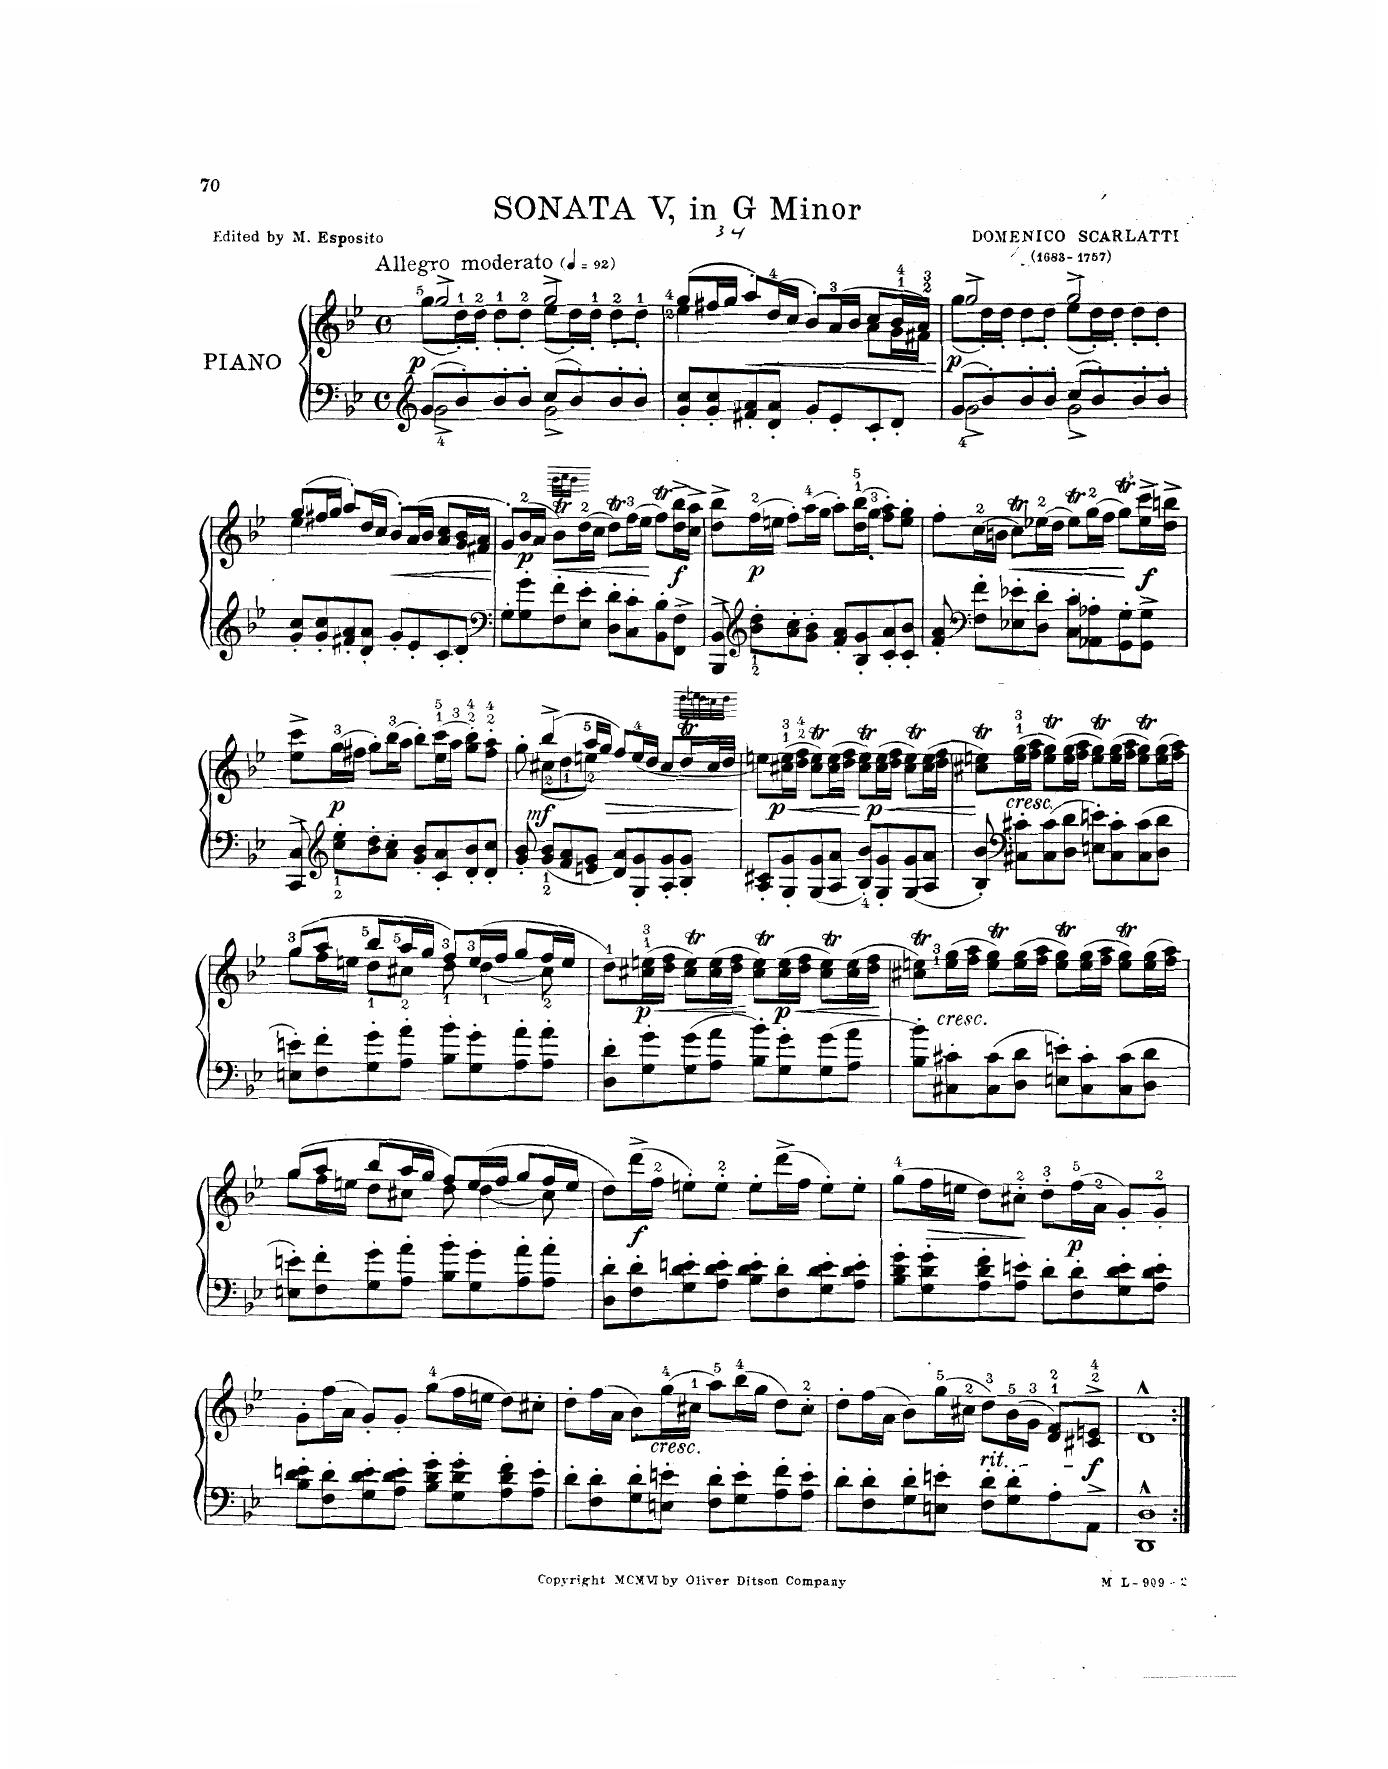 70
SONATA V, in G Minor
34
Edited by M. Esposito
DOMENICO SCARLATTI
(1683-1757)
Allegro moderato (♩ = 92)
PIANO
p
p
p f p f
p mf p p cresc.
p p cresc.
f p
cresc. rit. f
Copyright MCMVI by Oliver Ditson Company
M L-909-2